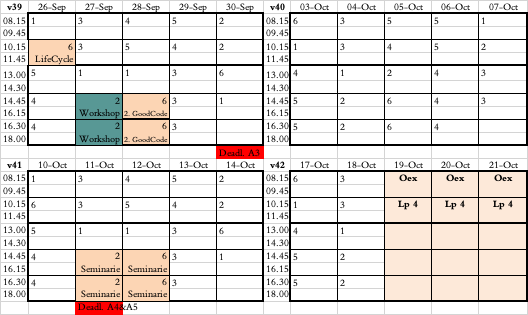 v39 26-Sep 27-Sep 28-Sep 29-Sep 30-Sep v40 03-Oct 04-Oct 05-Oct 06-Oct 07-Oct
08.15 1 3 4 5 2 08.15 6 3 5 5 1
09.45 09.45
10.15 6 3 5 4 2 10.15 1 3 4 5 2
11.45 LifeCycle 11.45
13.00 5 1 1 3 6 13.00 4 1 2 4 3
14.30 14.30
14.45 4 2 6 3 1 14.45 5 2 6 4 3
16.15 Workshop 2. GoodCode 16.15
16.30 4 2 6 3 16.30 5 2 6 4
18.00 Workshop 2. GoodCode 18.00
Deadl. A3
v41 10-Oct 11-Oct 12-Oct 13-Oct 14-Oct v42 17-Oct 18-Oct 19-Oct 20-Oct 21-Oct
08.15 1 3 4 5 2 08.15 6 3 Oex Oex Oex
09.45 09.45
10.15 6 3 5 4 2 10.15 1 3 Lp 4 Lp 4 Lp 4
11.45 11.45
13.00 5 1 1 3 6 13.00 4 1
14.30 14.30
14.45 4 2 6 3 1 14.45 5 2
16.15 Seminarie Seminarie 16.15
16.30 4 2 6 3 16.30 5 2
18.00 Seminarie Seminarie 18.00
Deadl. A4&A5